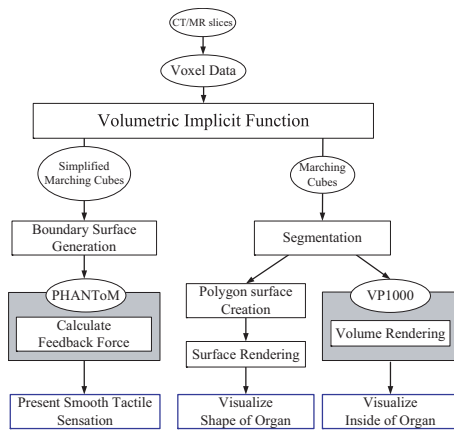 CT/MR slices
Voxel Data
Volumetric Implicit Function
Simplified
Marching Cubes
Marching
Cubes
Boundary Surface
Generation
Segmentation
PHANToM
Calculate
Feedback Force
Polygon surface
Creation
VP1000
Volume Rendering
Surface Rendering
Present Smooth Tactile
Sensation
Visualize
Shape of Organ
Visualize
Inside of Organ